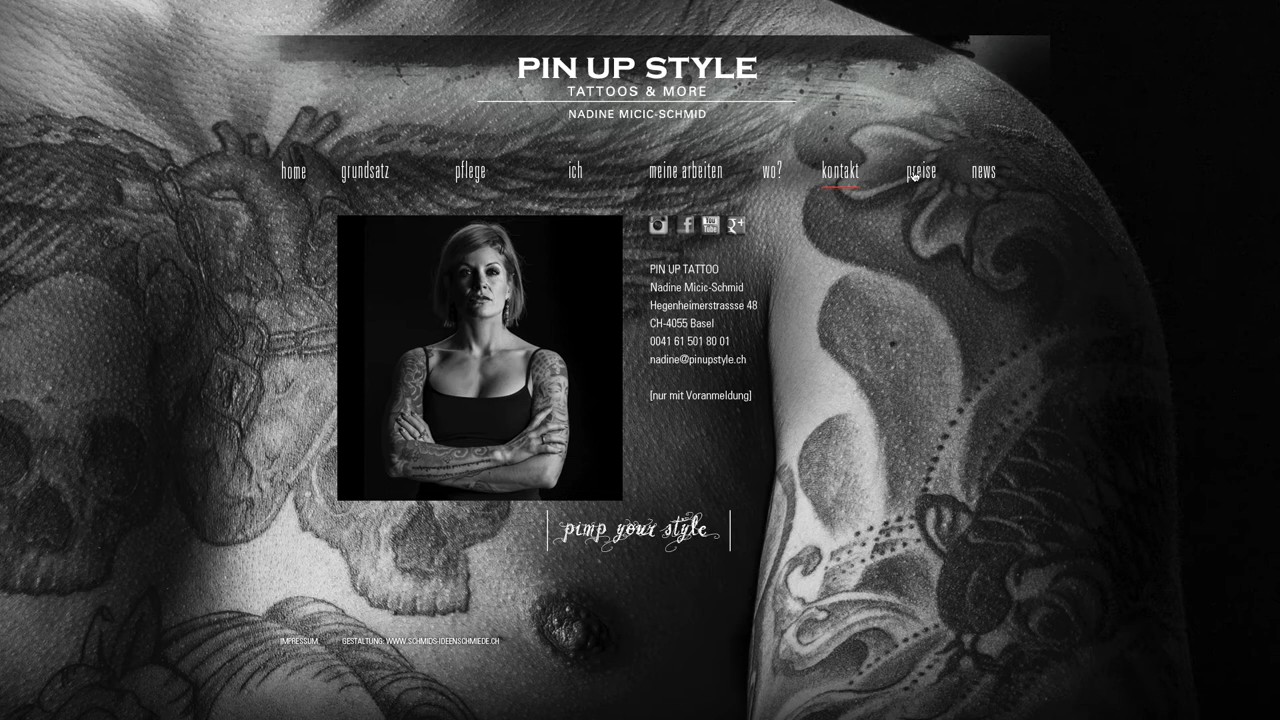 PIN UP STYLE
TATTOOS & MORE
NADINE MICIC-SCHMID
home grundsatz pflege ich meine arbeiten wo? kontakt preise news
You
Tube
PIN UP TATTOO
Nadine Micic-Schmid
Hegenheimerstrassse 48
CH-4055 Basel
0041 61 501 80 01
nadine@pinupstyle.ch
[nur mit Voranmeldung]
pimp your style
IMPRESSUM. GESTALTUNG: WWW.SCHMIDS-IDEENSCHMIEDE.CH